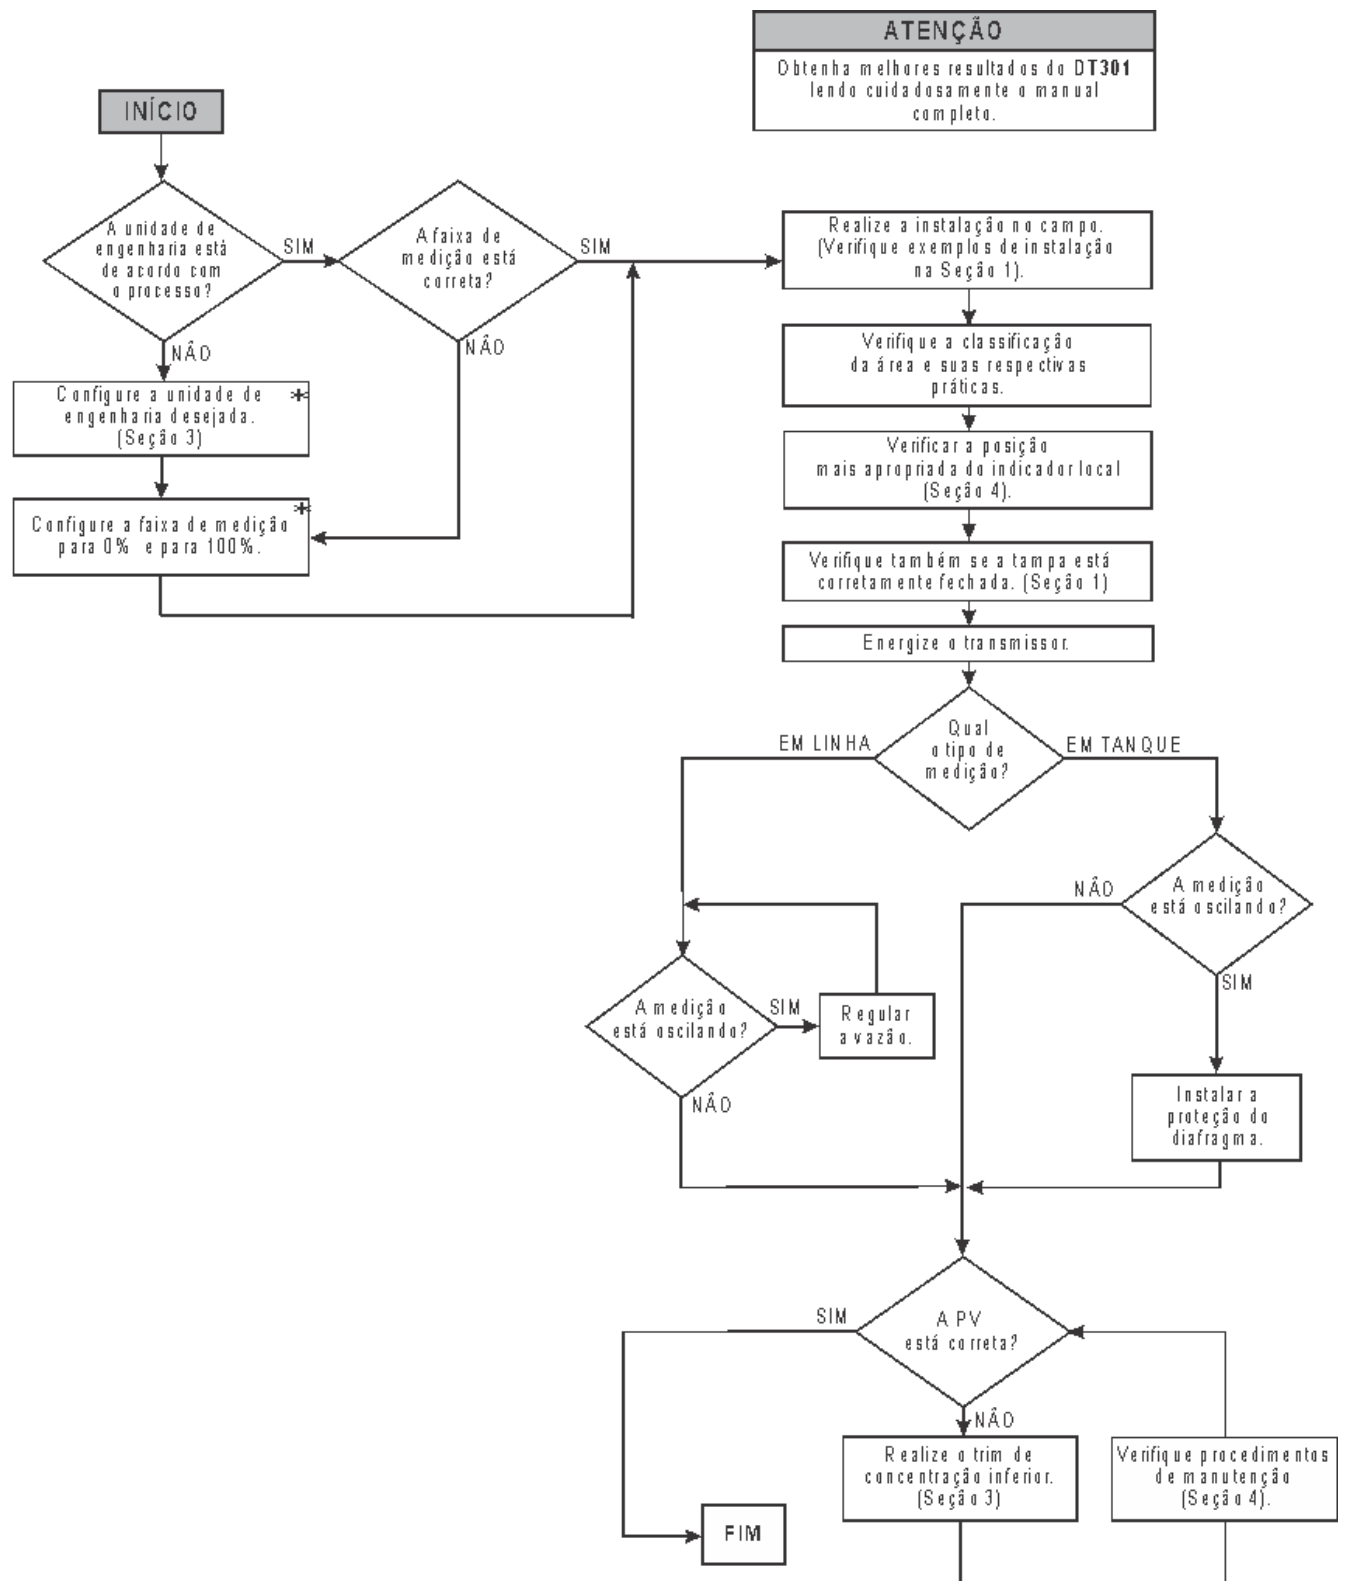 ATENÇÃO
Obtenha melhores resultados do DT301
lendo cuidadosamente o manual
completo.
INÍCIO
A unidade de
engenharia está
de acordo com
o processo?
SIM
NÃO
A faixa de
medição está
correta?
SIM
NÃO
Configure a unidade de *
engenharia desejada.
(Seção 3)
*
Configure a faixa de medição
para 0% e para 100%.
Realize a instalação no campo.
(Verifique exemplos de instalação
na Seção 1).
Verifique a classificação
da área e suas respectivas
práticas.
Verificar a posição
mais apropriada do indicador local
(Seção 4).
Verifique também se a tampa está
corretamente fechada. (Seção 1)
Energize o transmissor.
Qual
o tipo de
medição?
EM LINHA
EM TANQUE
A medição
está oscilando?
NÃO
SIM
A medição
está oscilando?
SIM
NÃO
Regular
a vazão.
Instalar a
proteção do
diafragma.
A PV
está correta?
SIM
NÃO
Realize o trim de
concentração inferior.
(Seção 3)
Verifique procedimentos
de manutenção
(Seção 4).
FIM